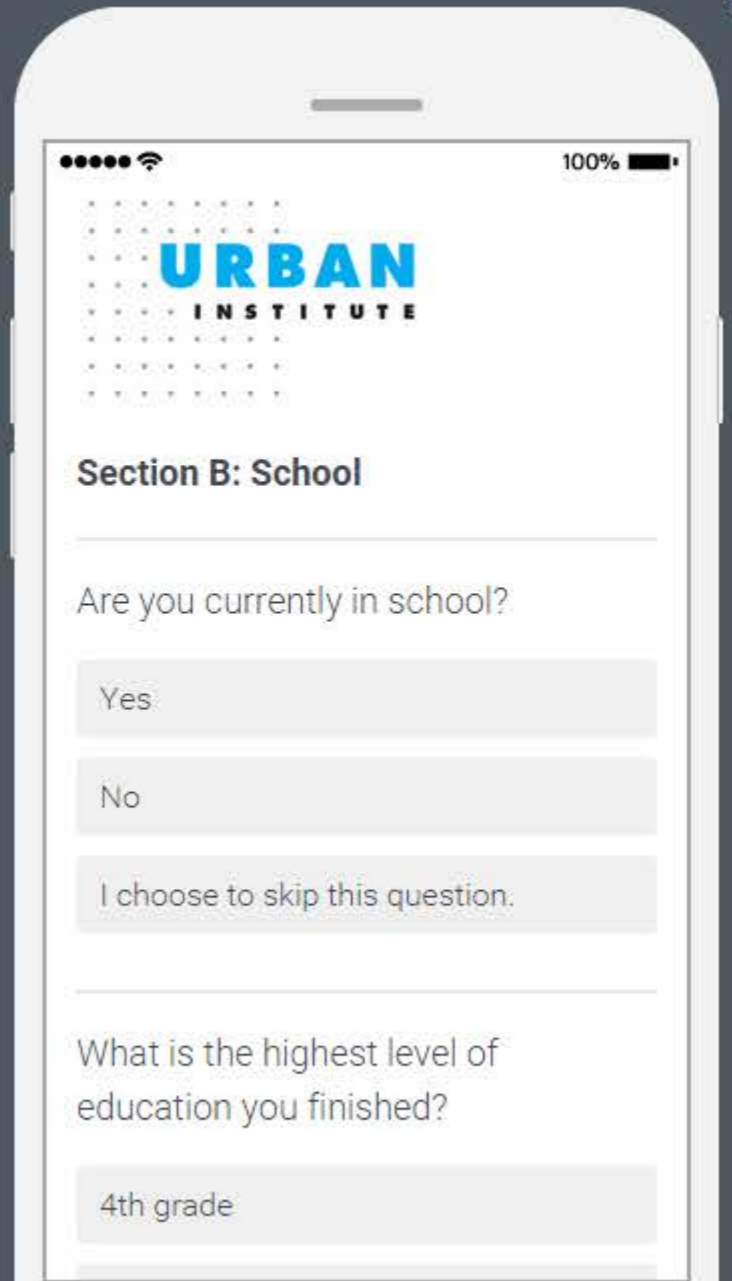 100%
URBAN
INSTITUTE
Section B: School
Are you currently in school?
Yes
No
I choose to skip this question.
What is the highest level of
education you finished?
4th grade